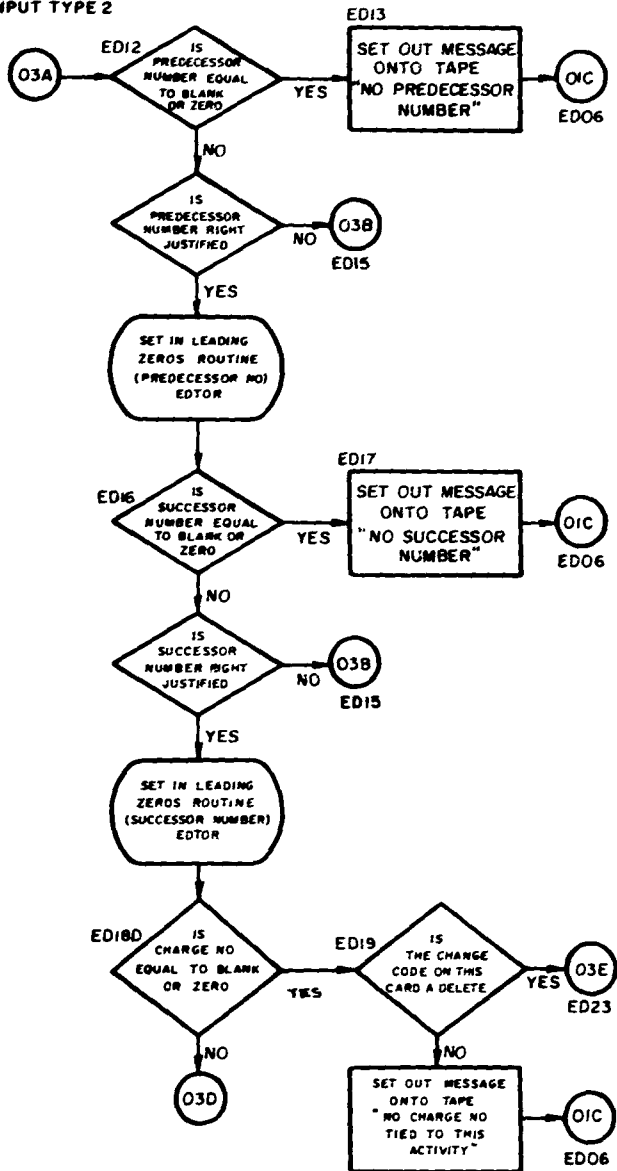 INPUT TYPE 2
ED12
IS
PREDECESSOR
NUMBER EQUAL
TO BLANK
OR ZERO
03A
YES
ED13
SET OUT MESSAGE
ONTO TAPE
"NO PREDECESSOR
NUMBER"
01C
ED06
NO
IS
PREDECESSOR
NUMBER RIGHT
JUSTIFIED
NO
03B
ED15
YES
SET IN LEADING
ZEROS ROUTINE
(PREDECESSOR NO)
EDTOR
ED16
IS
SUCCESSOR
NUMBER EQUAL
TO BLANK OR
ZERO
YES
ED17
SET OUT MESSAGE
ONTO TAPE
"NO SUCCESSOR
NUMBER"
01C
ED06
NO
IS
SUCCESSOR
NUMBER RIGHT
JUSTIFIED
NO
03B
ED15
YES
SET IN LEADING
ZEROS ROUTINE
(SUCCESSOR NUMBER)
EDTOR
ED18D
IS
CHARGE NO
EQUAL TO BLANK
OR ZERO
YES
ED19
IS
THE CHANGE
CODE ON THIS
CARD A DELETE
YES
03E
ED23
NO
03D
NO
SET OUT MESSAGE
ONTO TAPE
"NO CHARGE NO
TIED TO THIS
ACTIVITY"
01C
ED06